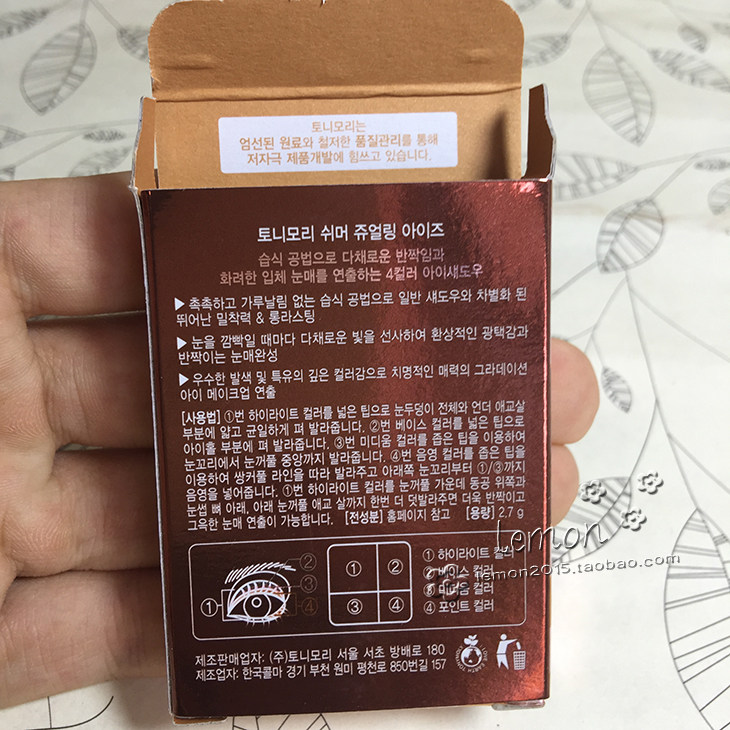 토니모리는
엄선된 원료와 철저한 품질관리를 통해
저자극 제품개발에 힘쓰고 있습니다.
토니모리 쉬머 쥬얼링 아이즈
습식 공법으로 다채로운 반짝임과
화려한 입체 눈매를 연출하는 4컬러 아이섀도우
▶ 촉촉하고 가루날림 없는 습식 공법으로 일반 섀도우와 차별화 된
뛰어난 밀착력 & 롱라스팅
▶ 눈을 깜빡일 때마다 다채로운 빛을 선사하여 환상적인 광택감과
반짝이는 눈매완성
▶ 우수한 발색 및 특유의 깊은 컬러감으로 치명적인 매력의 그라데이션
아이 메이크업 연출
[사용법] ①번 하이라이트 컬러를 넓은 팁으로 눈두덩이 전체와 언더 애교살
부분에 얇고 균일하게 펴 발라줍니다. ②번 베이스 컬러를 넓은 팁으로
아이홀 부분에 펴 발라줍니다. ③번 미디움 컬러를 좁은 팁을 이용하여
눈꼬리에서 눈꺼풀 중앙까지 발라줍니다. ④번 음영 컬러를 좁은 팁을
이용하여 쌍커풀 라인을 따라 발라주고 아래쪽 눈꼬리부터 ①/③까지
음영을 넣어줍니다. ①번 하이라이트 컬러를 눈꺼풀 가운데 동공 위쪽과
눈썹 뼈 아래, 아래 눈꺼풀 애교 살까지 한번 더 덧발라주면 더욱 반짝이고
그윽한 눈매 연출이 가능합니다. [전성분] 홈페이지 참고 [용량] 2.7 g
lemon
lemon2015.taobao.com
① ② ③ ④
① ② ③ ④
① 하이라이트 컬러
② 베이스 컬러
③ 미디움 컬러
④ 포인트 컬러
제조판매업자: (주)토니모리 서울 서초 방배로 180
제조업자: 한국콜마 경기 부천 원미 평천로 850번길 157